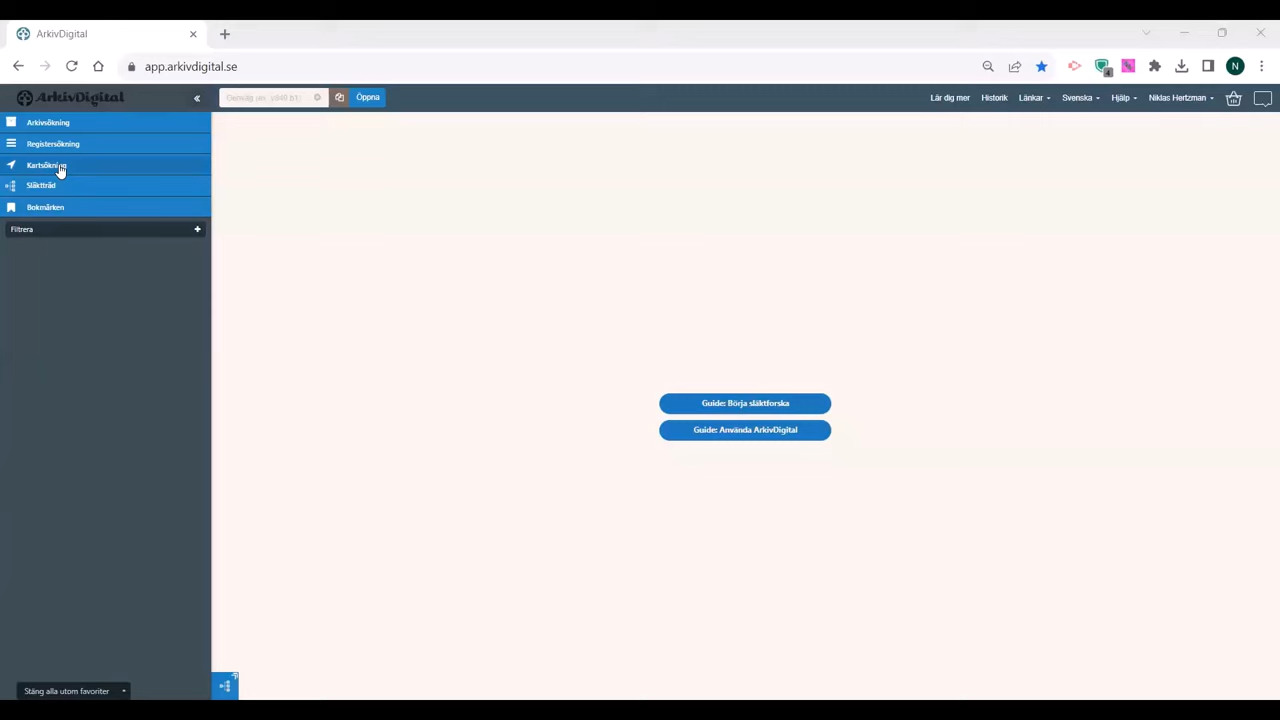 ArkivDigital
app.arkivdigital.se
4
N
ArkivDigital
Öppna
Lär dig mer
Historik
Länkar
Svenska
Hjälp
Niklas Hertzman
Arkivsökning
Registersökning
Kartsökning
Släktträd
Bokmärken
Filtrera
Guide: Börja släktforska
Guide: Använda ArkivDigital
Stäng alla utom favoriter